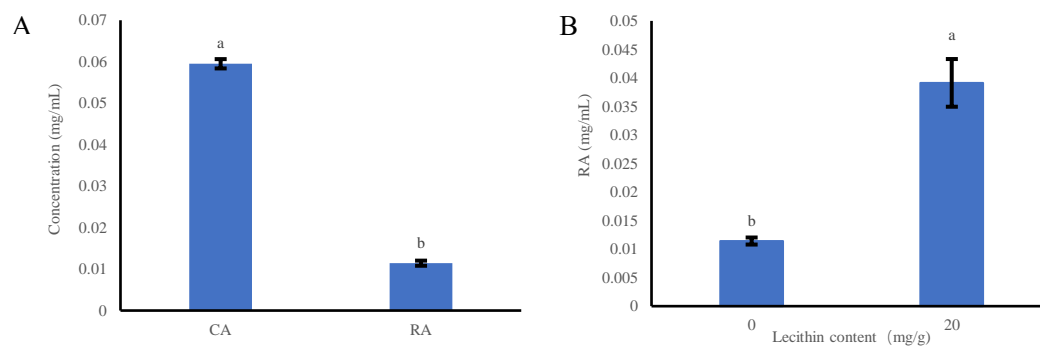 A
Concentration (mg/mL)
0.07
0.06
0.05
0.04
0.03
0.02
0.01
0
a
b
CA
RA
B
RA (mg/mL)
0.05
0.045
0.04
0.035
0.03
0.025
0.02
0.015
0.01
0.005
0
b
a
0
20
Lecithin content（mg/g)